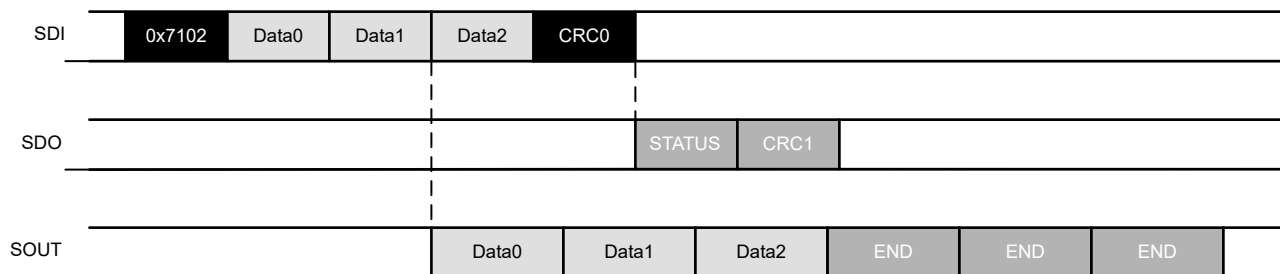 SDI 0x7102 Data0 Data1 Data2 CRC0
SDO STATUS CRC1
SOUT Data0 Data1 Data2 END END END